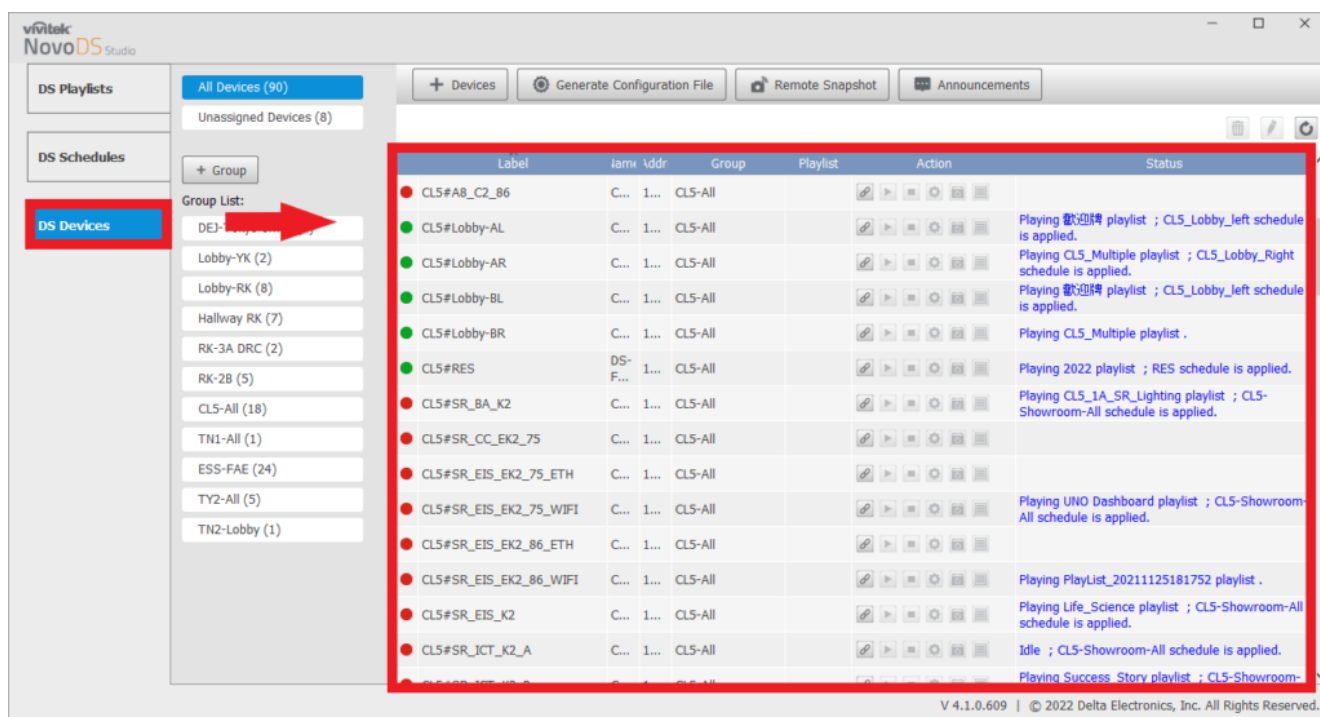 vivitek
NovoDS Studio
DS Playlists
DS Schedules
DS Devices
All Devices (90)
Unassigned Devices (8)
+ Group
Group List:
DEJ-
Lobby-YK (2)
Lobby-RK (8)
Hallway RK (7)
RK-3A DRC (2)
RK-2B (5)
CL5-All (18)
TN1-All (1)
ESS-FAE (24)
TY2-All (5)
TN2-Lobby (1)
+ Devices
Generate Configuration File
Remote Snapshot
Announcements
Label Group Playlist Action Status
CL5#A8_C2_86 C... 1... CL5-All
CL5#Lobby-AL C... 1... CL5-All Playing 歡迎牌 playlist ; CL5_Lobby_left schedule
is applied.
CL5#Lobby-AR C... 1... CL5-All Playing CL5_Multiple playlist ; CL5_Lobby_Right
schedule is applied.
CL5#Lobby-BL C... 1... CL5-All Playing 歡迎牌 playlist ; CL5_Lobby_left schedule
is applied.
CL5#Lobby-BR C... 1... CL5-All Playing CL5_Multiple playlist .
CL5#RES DS-F... 1... CL5-All Playing 2022 playlist ; RES schedule is applied.
CL5#SR_BA_K2 C... 1... CL5-All Playing CL5_1A_SR_Lighting playlist ; CL5-
Showroom-All schedule is applied.
CL5#SR_CC_EK2_75 C... 1... CL5-All
CL5#SR_EIS_EK2_75_ETH C... 1... CL5-All
CL5#SR_EIS_EK2_75_WIFI C... 1... CL5-All Playing UNO Dashboard playlist ; CL5-Showroom-
All schedule is applied.
CL5#SR_EIS_EK2_86_ETH C... 1... CL5-All
CL5#SR_EIS_EK2_86_WIFI C... 1... CL5-All Playing PlayList_20211125181752 playlist .
CL5#SR_EIS_K2 C... 1... CL5-All Playing Life_Science playlist ; CL5-Showroom-All
schedule is applied.
CL5#SR_ICT_K2_A C... 1... CL5-All Idle ; CL5-Showroom-All schedule is applied.
Playing Success_Story playlist ; CL5-Showroom-
V 4.1.0.609 | © 2022 Delta Electronics, Inc. All Rights Reserved.